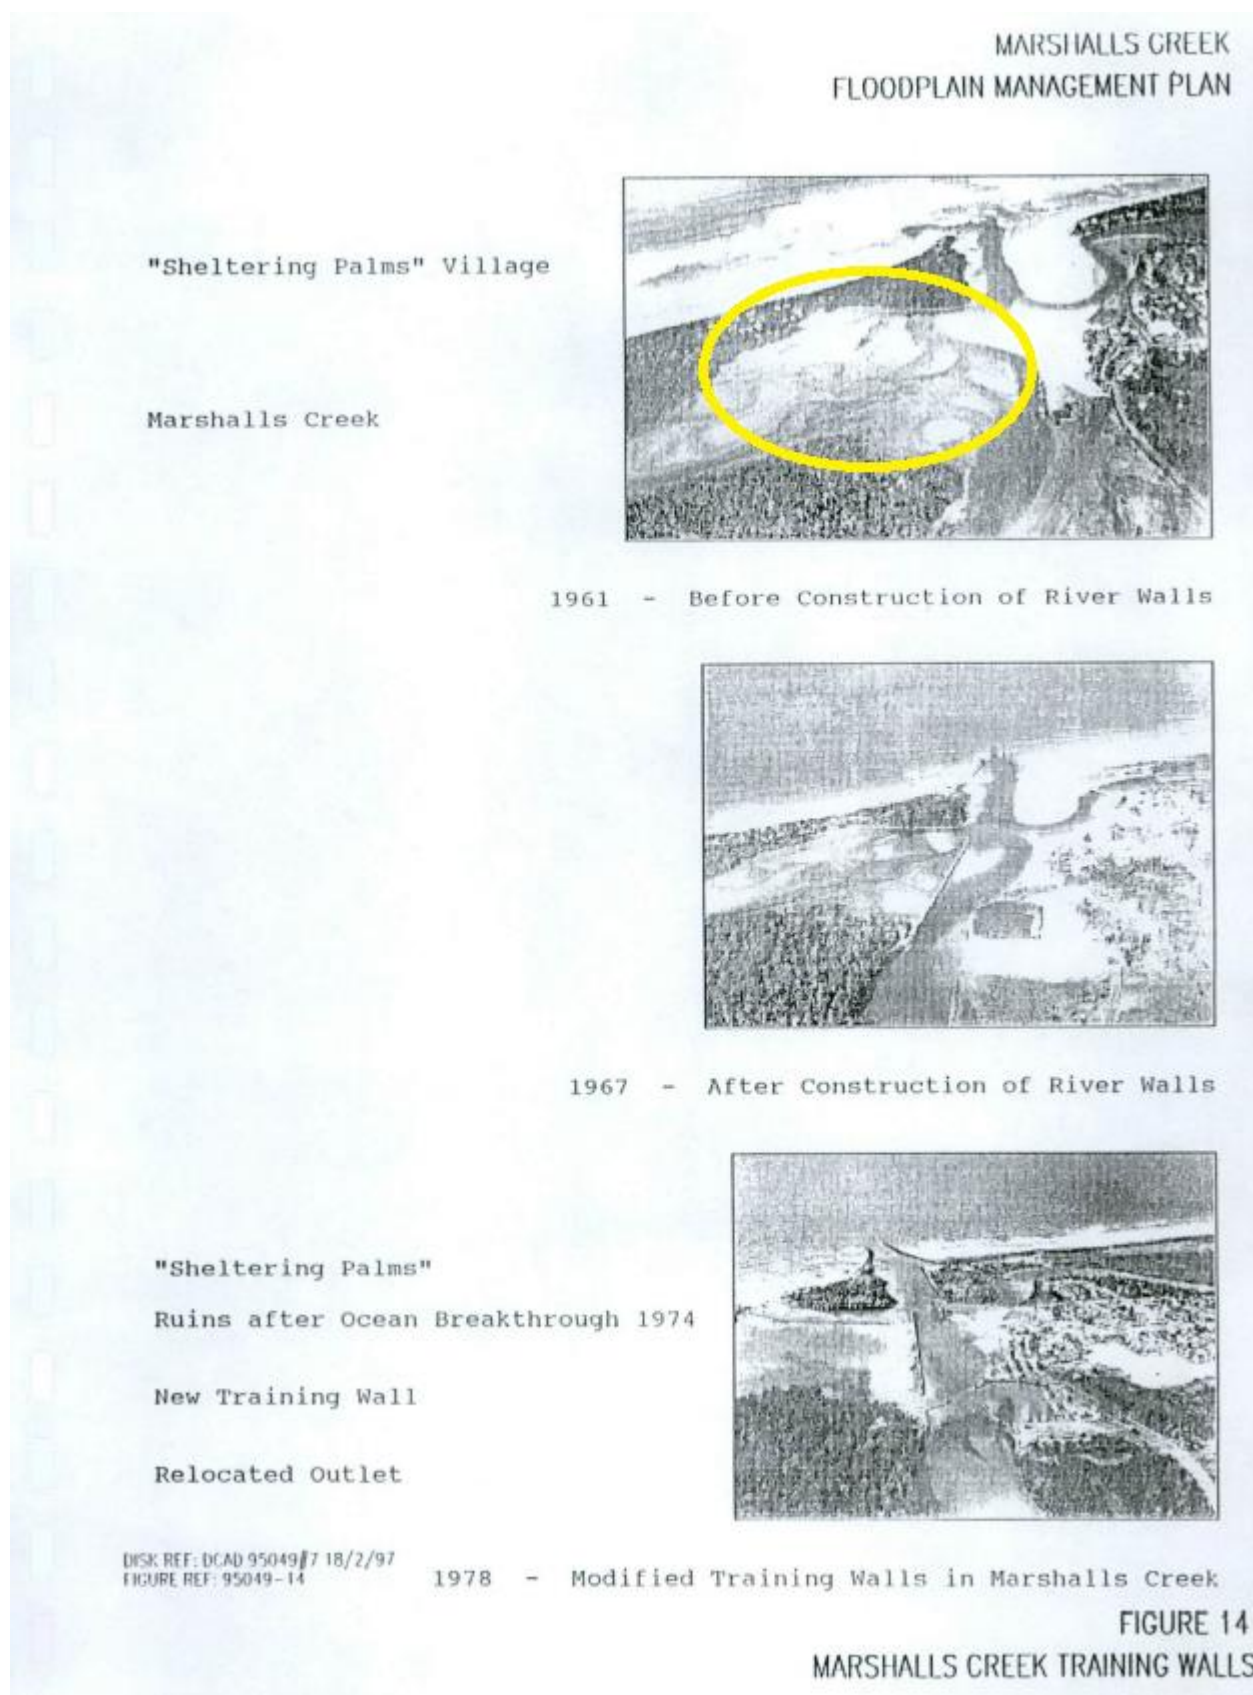 MARSHALLS CREEK
FLOODPLAIN MANAGEMENT PLAN
"Sheltering Palms" Village
Marshalls Creek
1961 - Before Construction of River Walls
1967 - After Construction of River Walls
"Sheltering Palms"
Ruins after Ocean Breakthrough 1974
New Training Wall
Relocated Outlet
DISK REF: DCAD 95049 7 18/2/97
FIGURE REF: 95049-14
1978 - Modified Training Walls in Marshalls Creek
FIGURE 14
MARSHALLS CREEK TRAINING WALLS